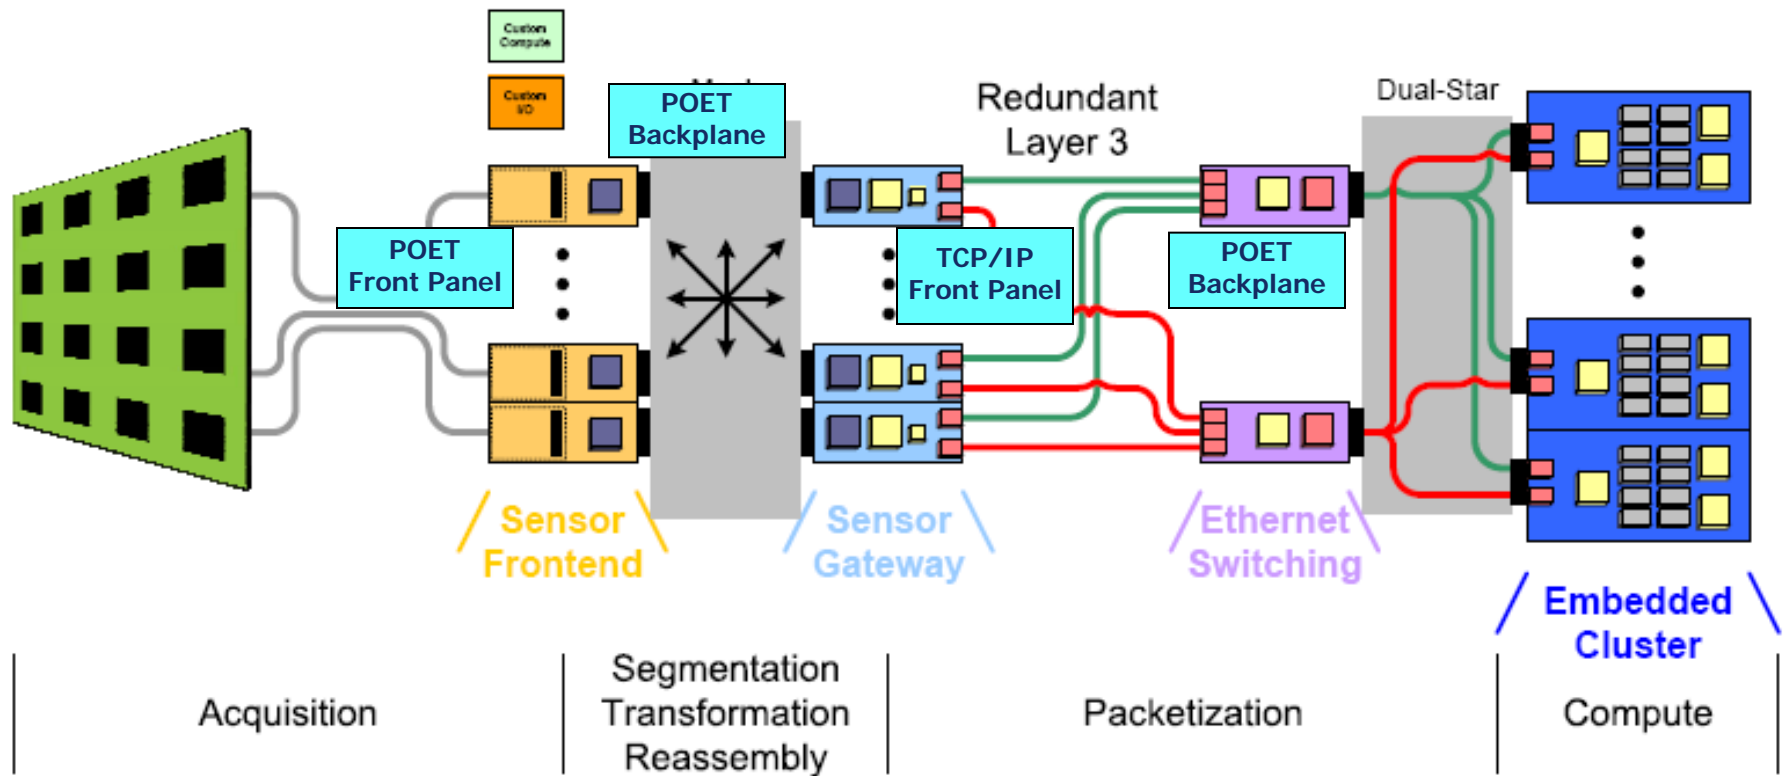 Custom
Compute
Custom
I/O
POET
Backplane
Redundant
Layer 3
Dual-Star
POET
Front Panel
TCP/IP
Front Panel
POET
Backplane
Sensor
Frontend
Sensor
Gateway
Ethernet
Switching
Embedded
Cluster
Acquisition
Segmentation
Transformation
Reassembly
Packetization
Compute